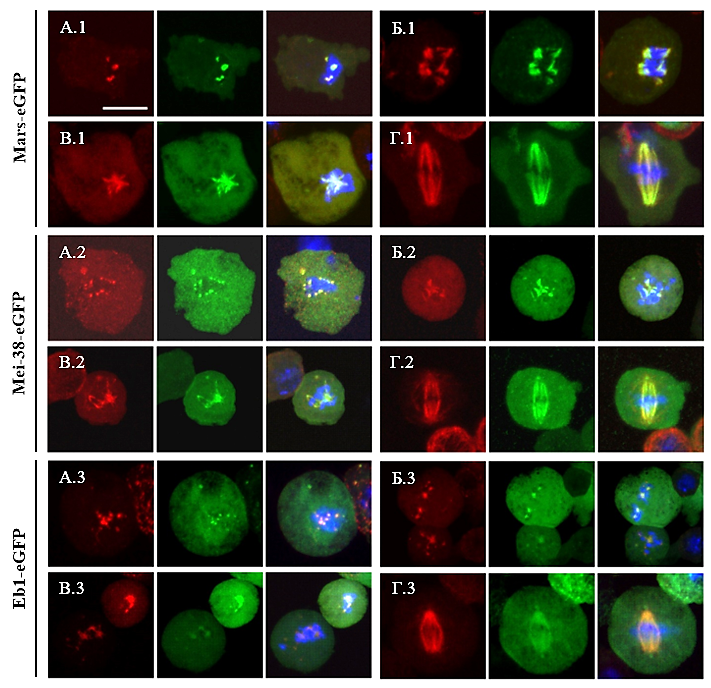 Mars-eGFP
А.1
Б.1
В.1
Г.1
Mei-38-eGFP
А.2
Б.2
В.2
Г.2
Eb1-eGFP
А.3
Б.3
В.3
Г.3